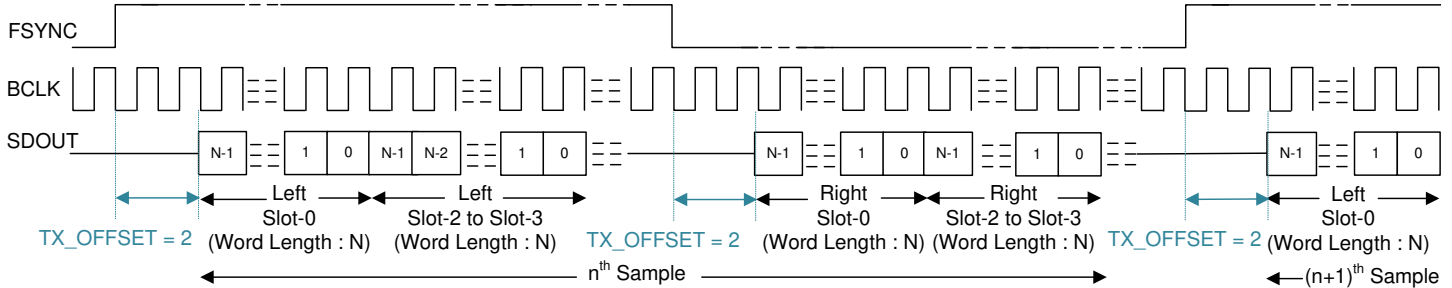 FSYNC
BCLK
SDOUT
N-1 1 0 N-1 N-2 1 0 N-1 1 0 N-1 1 0 N-1 1 0
Left Left Right Right Left
Slot-0 Slot-2 to Slot-3 Slot-0 Slot-2 to Slot-3 Slot-0
TX_OFFSET = 2 (Word Length : N) (Word Length : N) TX_OFFSET = 2 (Word Length : N) (Word Length : N) TX_OFFSET = 2 (Word Length : N)
nth Sample (n+1)th Sample